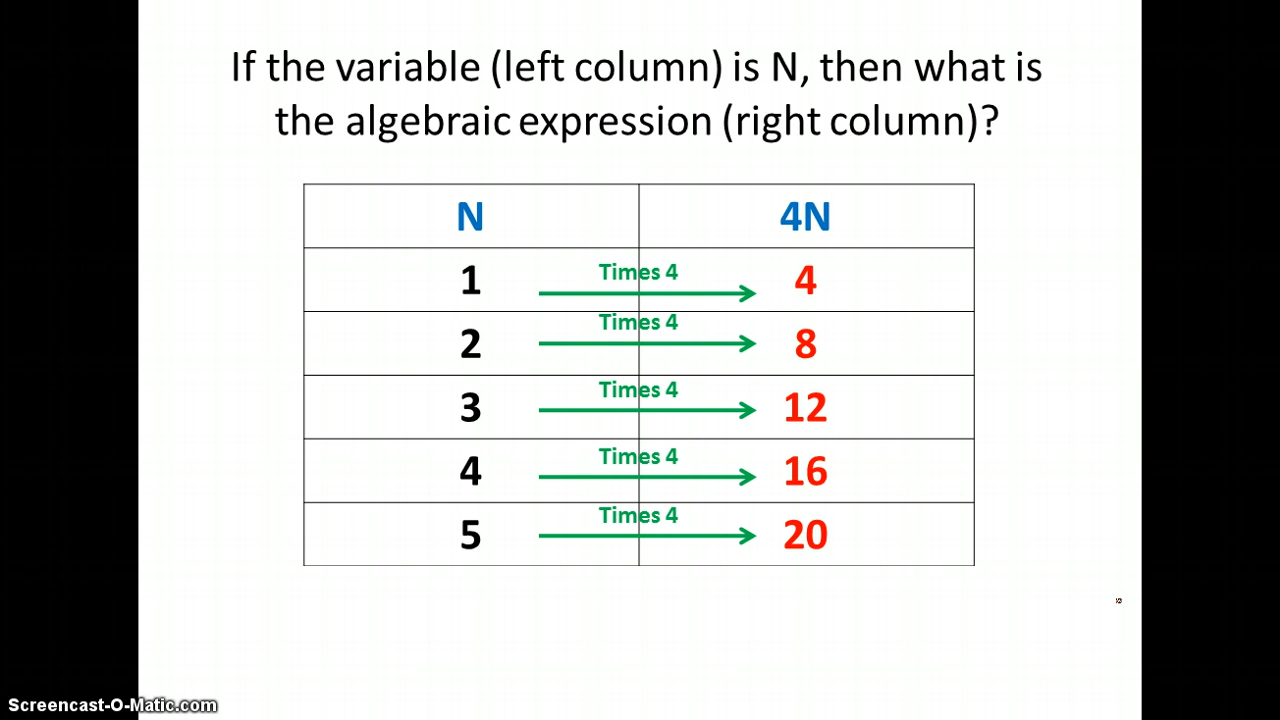 If the variable (left column) is N, then what is
the algebraic expression (right column)?
N 4N
1 Times 4 4
2 Times 4 8
3 Times 4 12
4 Times 4 16
5 Times 4 20
Screencast-O-Matic.com